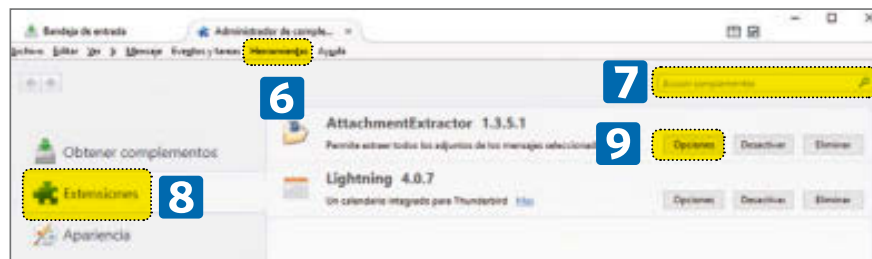 Bandeja de entrada Administrador de comple... ×
Archivo Editar Ver Ir Mensaje Eventos y tareas Herramientas Ayuda
6 7 Buscar complementos
AttachmentExtractor 1.3.5.1
Obtener complementos Permite extraer todos los adjuntos de los mensajes seleccionad 9 Opciones Desactivar Eliminar
Lightning 4.0.7
Extensiones 8 Un calendario integrado para Thunderbird Más Opciones Desactivar Eliminar
Apariencia